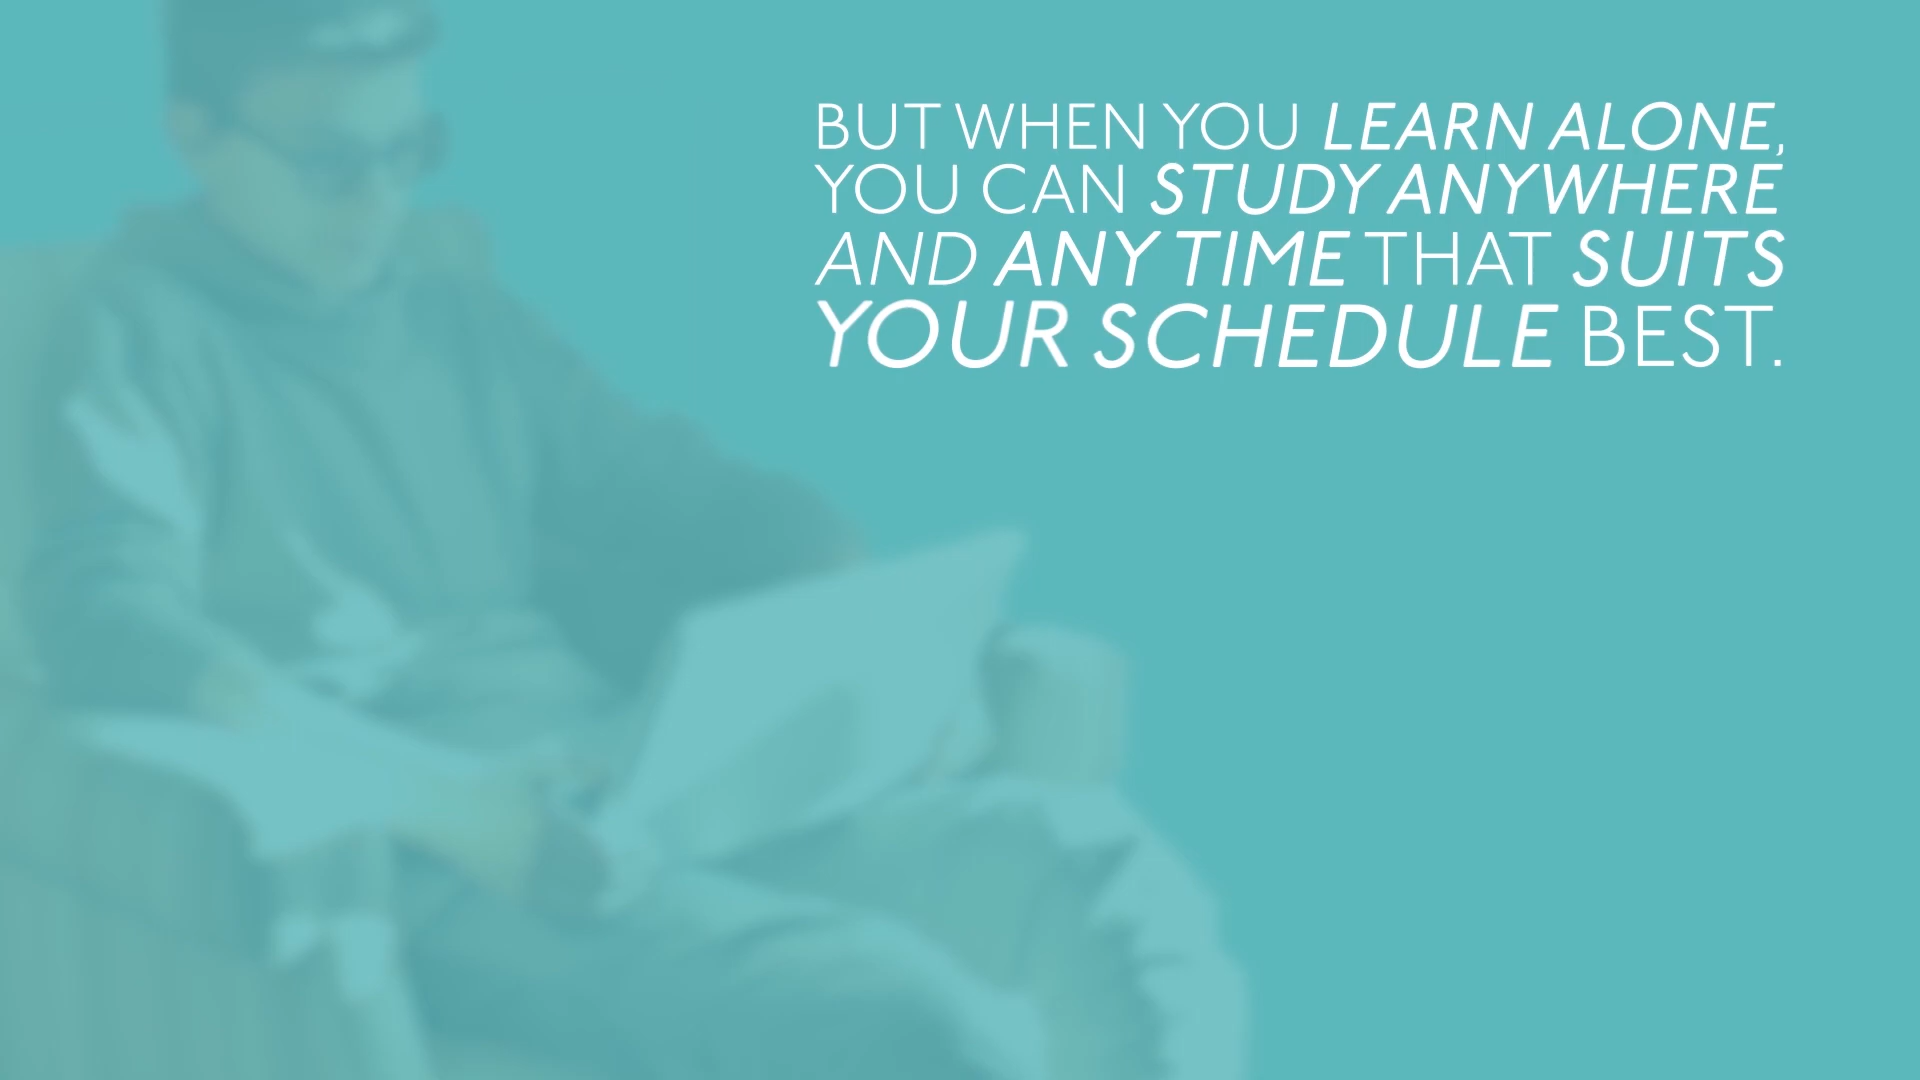 BUT WHEN YOU LEARN ALONE,
YOU CAN STUDY ANYWHERE
AND ANY TIME THAT SUITS
YOUR SCHEDULE BEST.